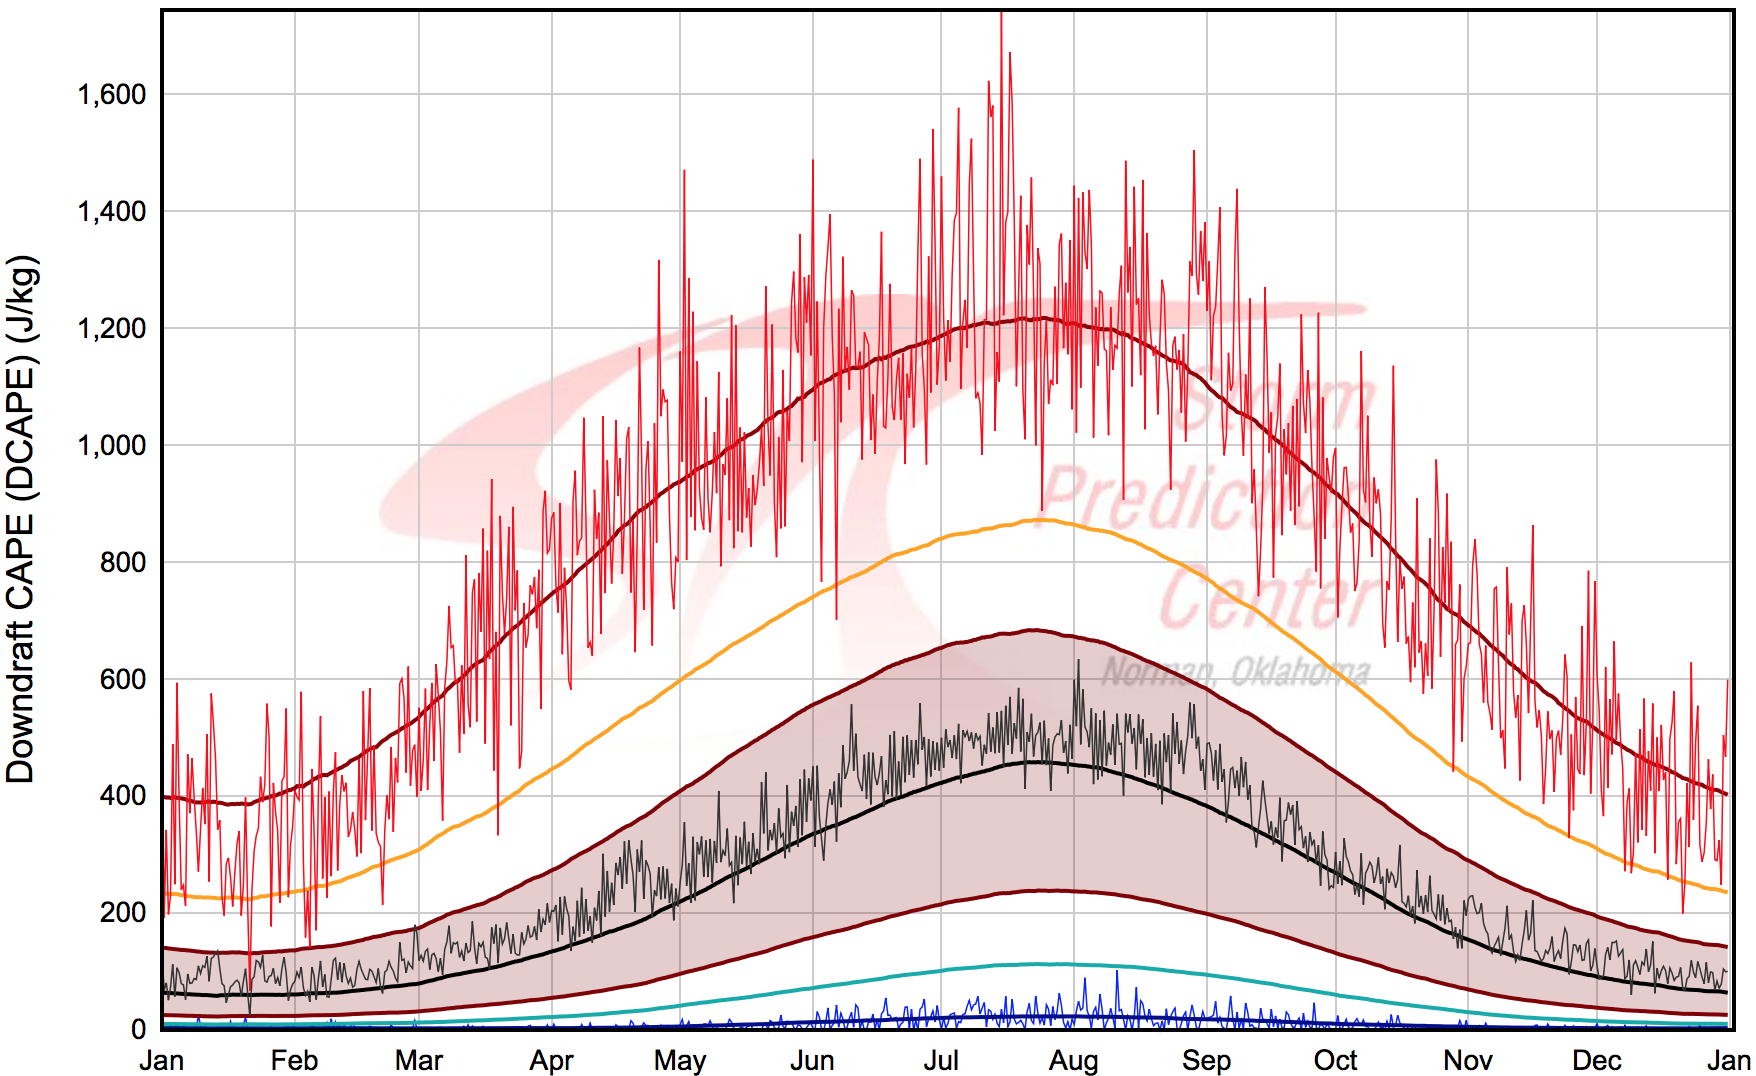 Downdraft CAPE (DCAPE) (J/kg)
1,600
1,400
1,200
1,000
800
600
400
200
0
Storm
Prediction
Center
Norman, Oklahoma
Jan Feb Mar Apr May Jun Jul Aug Sep Oct Nov Dec Jan